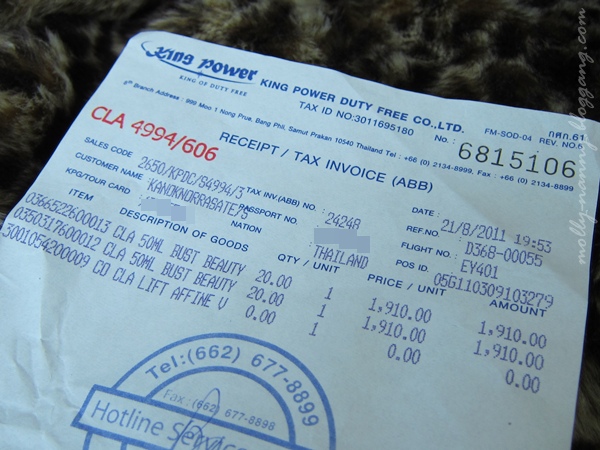 King Power
KING OF DUTY FREE
KING POWER DUTY FREE CO.,LTD.
TAX ID NO:3011695160
FM-SOD-04
REV. NO.
Branch Address : 999 Moo 1 Nong Prue, Bang Phli, Samut Prakan 10540 Thailand Tel : +66 (0) 2134-8899. Fax : +66 (0) 2134-8899
No. : 6815106
CLA 4994/606
RECEIPT / TAX INVOICE (ABB)
SALES CODE 2650/KPDC/S4994/3 TAX INV.(ABB) NO. : 24248 DATE : 21/8/2011 19:53
CUSTOMER NAME KANOKNORRASATE/S PASSPORT NO. REF.NO. D368-00055
KPG/TOUR CARD NATION THAILAND FLIGHT NO. : EY401
POS ID. 05G110309103279
ITEM DESCRIPTION OF GOODS QTY / UNIT PRICE / UNIT AMOUNT
0366522600013 CLA 50ML BUST BEAUTY 20.00 1 1,910.00 1,910.00
0350317600012 CLA 50ML BUST BEAUTY 20.00 1 1,910.00 1,910.00
3001054200009 GD CLA LIFT AFFINE V 0.00 1 0.00 0.00
Tel:(662) 677-8899
Fax:(662) 677-8898
Hotline Service
molly-nanny.bloggang.com